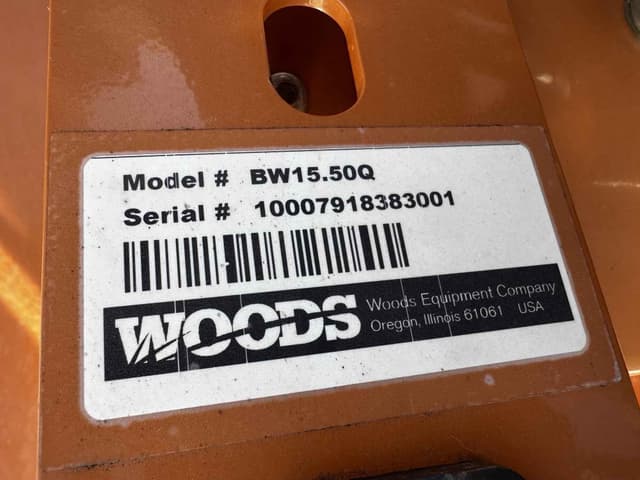 Model # BW15.50Q
Serial # 10007918383001
WOODS
Woods Equipment Company
Oregon, Illinois 61061 USA